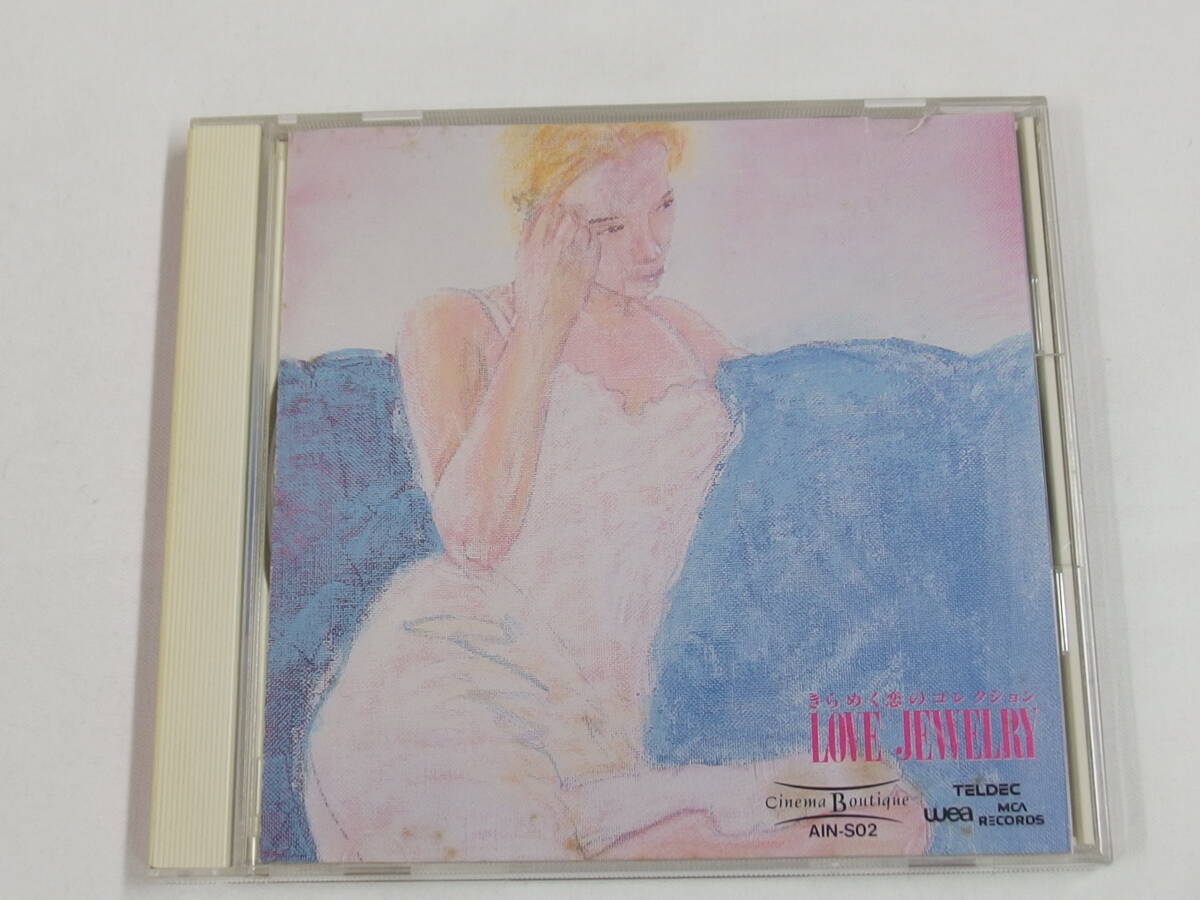 きらめく恋のコレクション
LOVE JEWELRY
Cinema Boutique
AIN-S02
TELDEC
wea MCA RECORDS